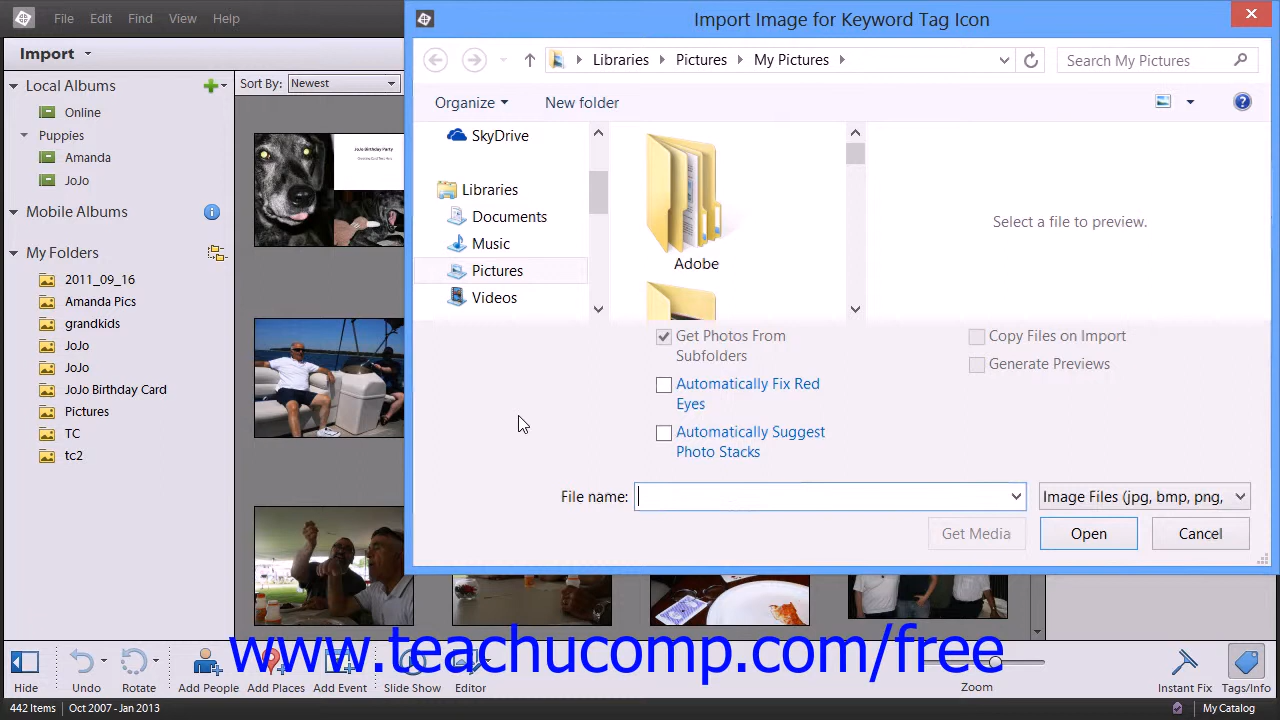 File Edit Find View Help
Import Image for Keyword Tag Icon
Import
Libraries Pictures My Pictures
Search My Pictures
Local Albums
Sort By: Newest
Organize New folder
Online
Puppies
Amanda
JoJo
Mobile Albums
My Folders
2011_09_16
Amanda Pics
grandkids
JoJo
JoJo
JoJo Birthday Card
Pictures
TC
tc2
JoJo Birthday Party
SkyDrive
Libraries
Documents
Music
Pictures
Videos
Adobe
Select a file to preview.
Get Photos From
Subfolders
Copy Files on Import
Generate Previews
Automatically Fix Red
Eyes
Automatically Suggest
Photo Stacks
File name:
Image Files (jpg, bmp, png,
Get Media Open Cancel
www.teachucomp.com/free
Hide Undo Rotate Add People Add Places Add Event Slide Show Editor Zoom Instant Fix Tags/Info
442 Items Oct 2007 - Jan 2013 My Catalog